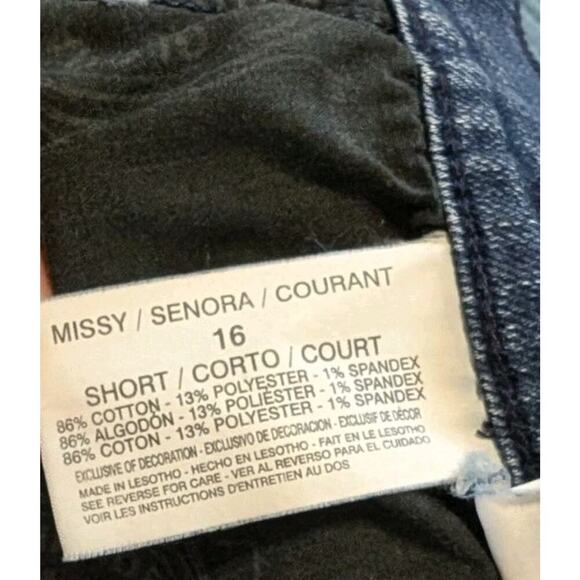 MISSY / SENORA / COURANT
16
SHORT / CORTO / COURT
86% COTTON - 13% POLYESTER - 1% SPANDEX
86% ALGODÓN - 13% POLIÉSTER - 1% SPANDEX
86% COTON - 13% POLYESTER - 1% SPANDEX
EXCLUSIVE OF DECORATION - EXCLUSIVO DE DECORACION - EXCLUSIF DE DÉCOR
MADE IN LESOTHO - HECHO EN LESOTHO - FAIT EN LE LESOTHO
SEE REVERSE FOR CARE - VER AL REVERSO PARA EL CUIDADO
VOIR LES INSTRUCTIONS D'ENTRETIEN AU DOS